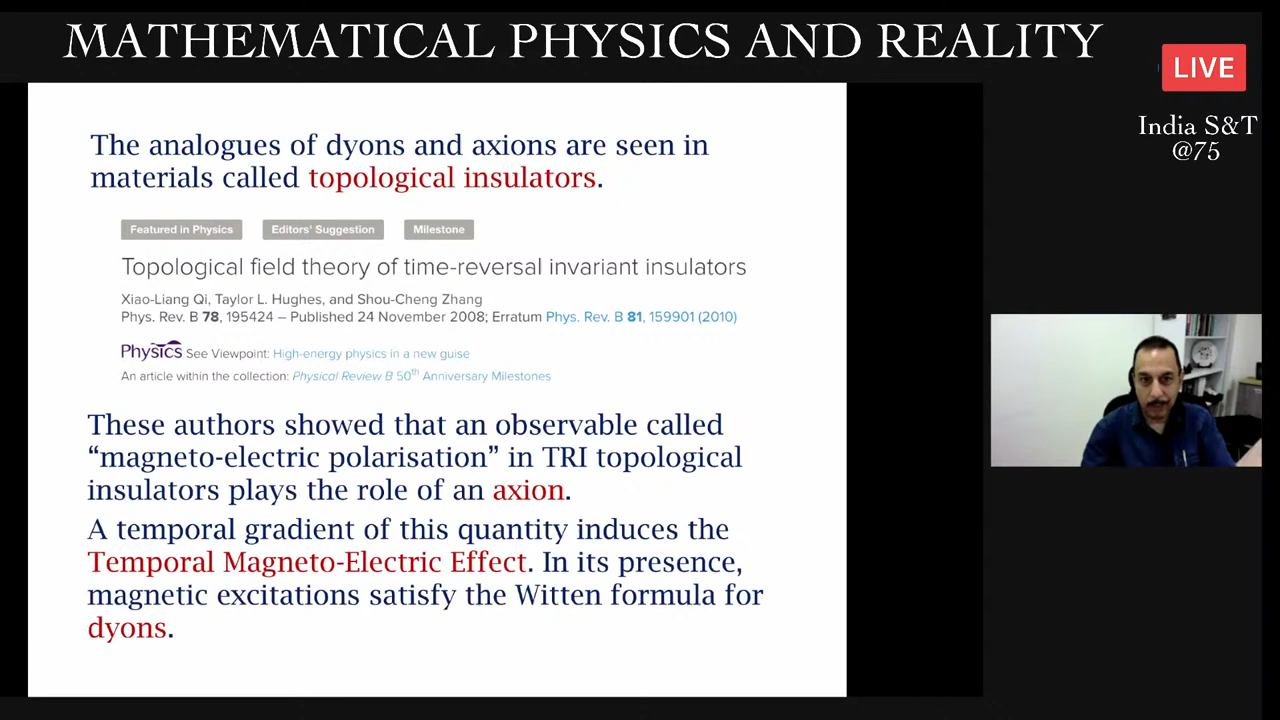 MATHEMATICAL PHYSICS AND REALITY
LIVE
India S&T
@75
The analogues of dyons and axions are seen in
materials called topological insulators.
Featured in Physics Editors' Suggestion Milestone
Topological field theory of time-reversal invariant insulators
Xiao-Liang Qi, Taylor L. Hughes, and Shou-Cheng Zhang
Phys. Rev. B 78, 195424 – Published 24 November 2008; Erratum Phys. Rev. B 81, 159901 (2010)
Physics See Viewpoint: High-energy physics in a new guise
An article within the collection: Physical Review B 50th Anniversary Milestones
These authors showed that an observable called
“magneto-electric polarisation” in TRI topological
insulators plays the role of an axion.
A temporal gradient of this quantity induces the
Temporal Magneto-Electric Effect. In its presence,
magnetic excitations satisfy the Witten formula for
dyons.